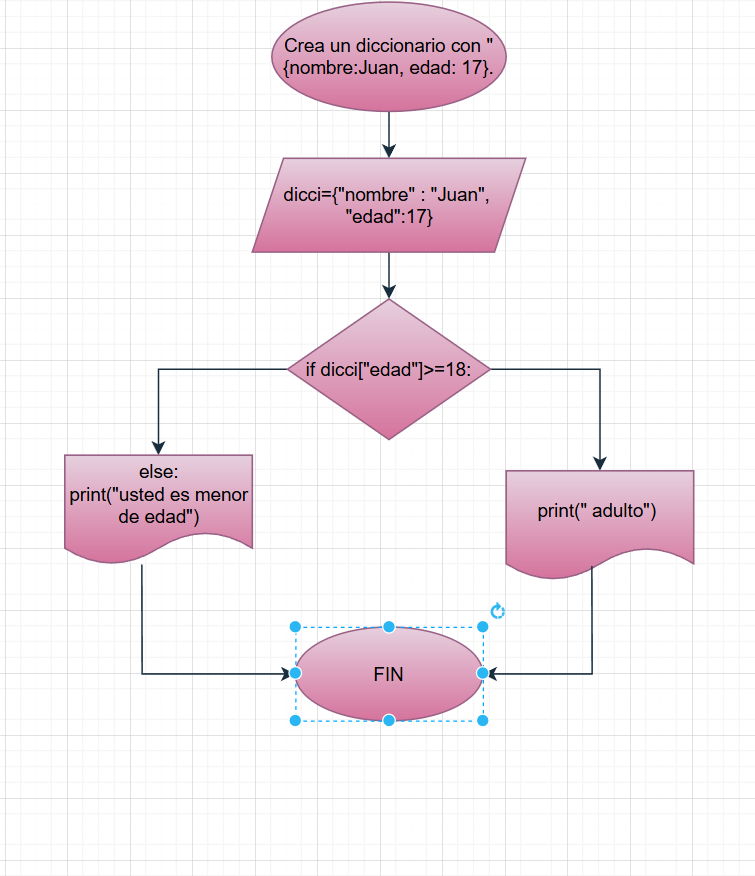 Crea un diccionario con "
{nombre:Juan, edad: 17}.
dicci={"nombre" : "Juan",
"edad":17}
if dicci["edad"]>=18:
else:
print("usted es menor
de edad")
print(" adulto")
FIN